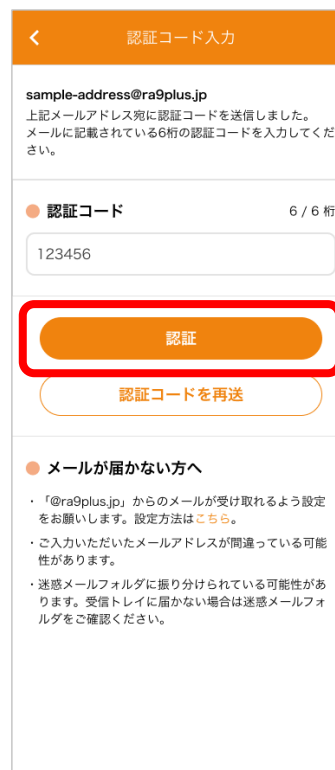 認証コード入力
sample-address@ra9plus.jp
上記メールアドレス宛に認証コードを送信しました。
メールに記載されている6桁の認証コードを入力してくだ
さい。
認証コード 6 / 6 桁
123456
認証
認証コードを再送
メールが届かない方へ
・「@ra9plus.jp」からのメールが受け取れるよう設定
をお願いします。設定方法はこちら。
・ご入力いただいたメールアドレスが間違っている可能
性があります。
・迷惑メールフォルダに振り分けられている可能性があ
ります。受信トレイに届かない場合は迷惑メールフォ
ルダをご確認ください。